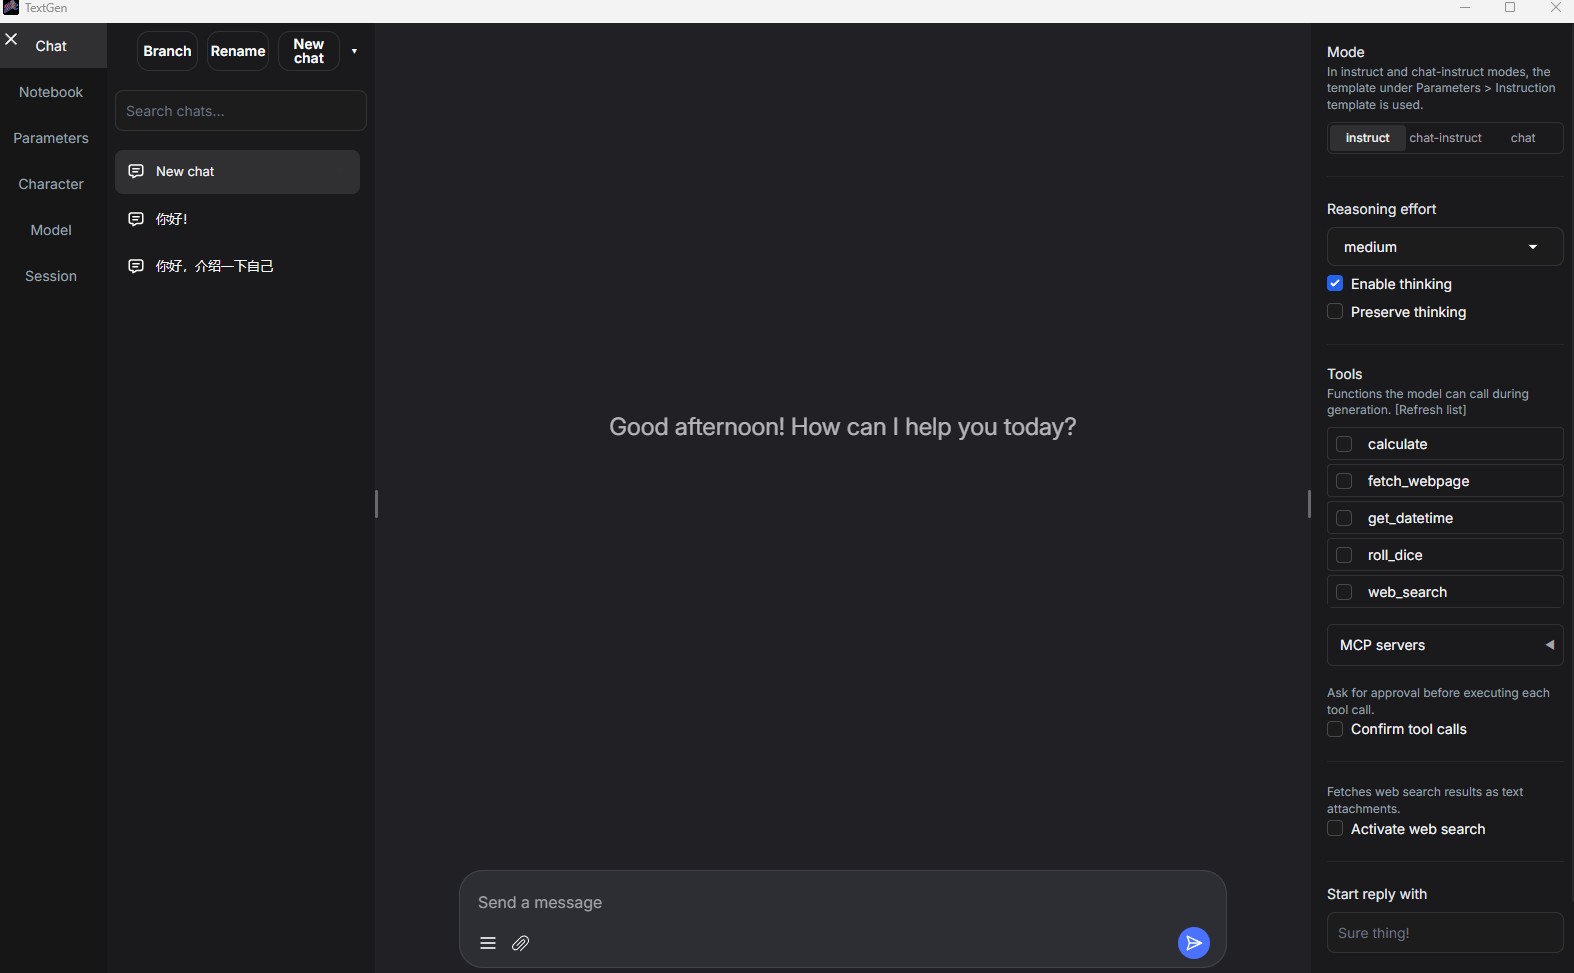 TextGen
Chat
Notebook
Parameters
Character
Model
Session
Branch
Rename
New
chat
Search chats...
New chat
你好!
你好，介绍一下自己
Good afternoon! How can I help you today?
Send a message
Mode
In instruct and chat-instruct modes, the
template under Parameters > Instruction
template is used.
instruct
chat-instruct
chat
Reasoning effort
medium
Enable thinking
Preserve thinking
Tools
Functions the model can call during
generation. [Refresh list]
calculate
fetch_webpage
get_datetime
roll_dice
web_search
MCP servers
Ask for approval before executing each
tool call.
Confirm tool calls
Fetches web search results as text
attachments.
Activate web search
Start reply with
Sure thing!